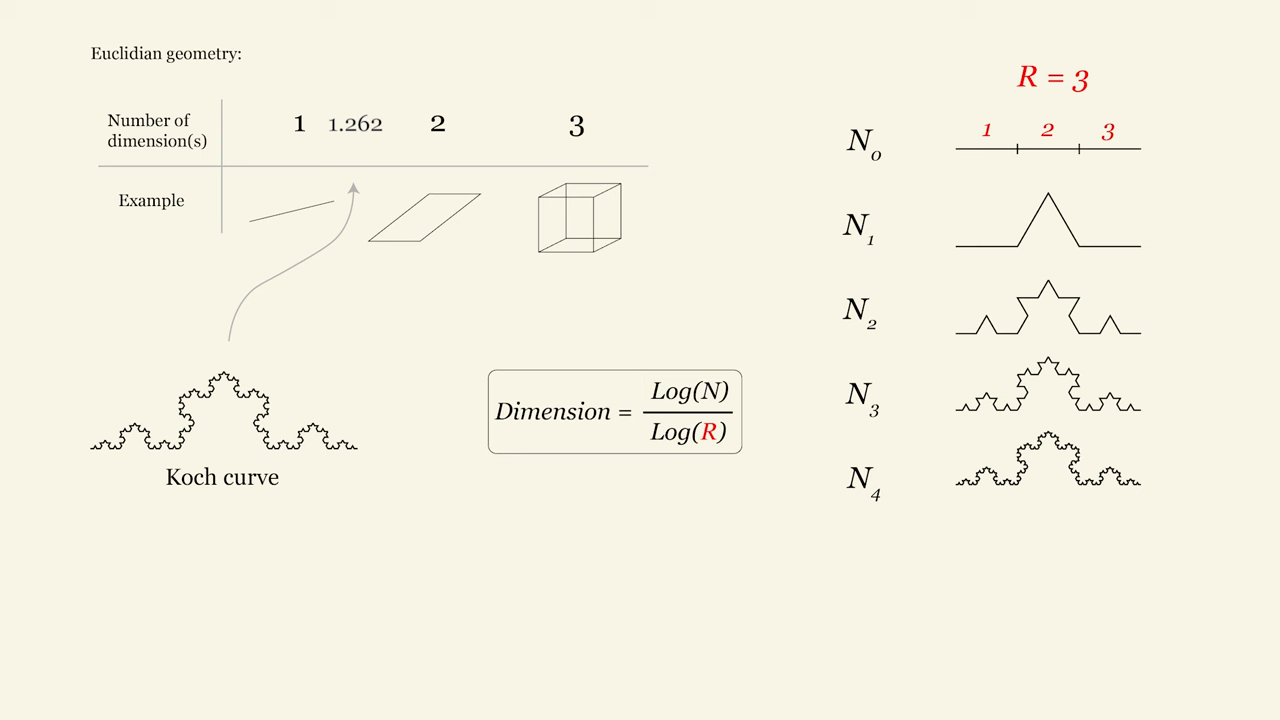 Euclidian geometry:
Number of
dimension(s)
1 1.262 2 3
Example
Koch curve
Dimension = Log(N)
Log(R)
R = 3
N0 1 2 3
N1
N2
N3
N4